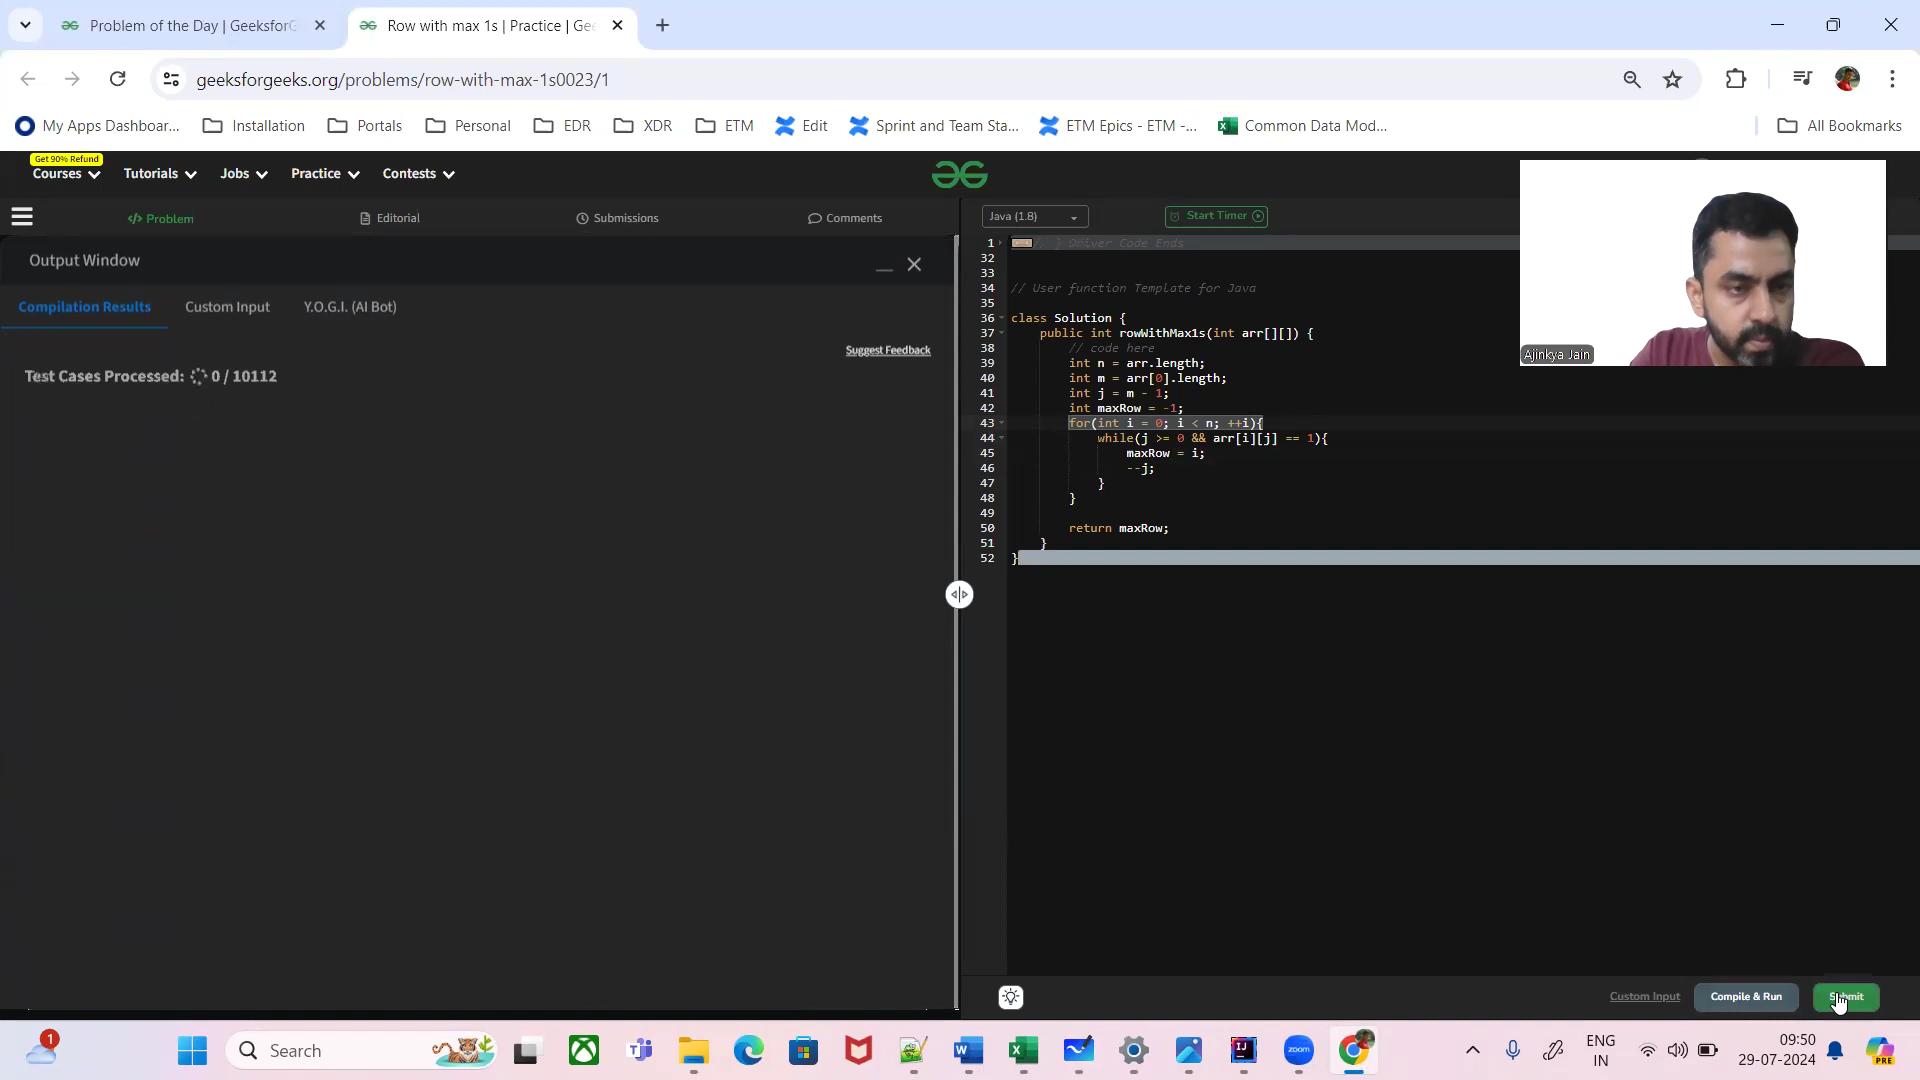 Problem of the Day | GeeksforG
Row with max 1s | Practice | Gee
geeksforgeeks.org/problems/row-with-max-1s0023/1
My Apps Dashboar...
Installation
Portals
Personal
EDR
XDR
ETM
Edit
Sprint and Team Sta...
ETM Epics - ETM -...
Common Data Mod...
All Bookmarks
Get 90% Refund
Courses
Tutorials
Jobs
Practice
Contests
</> Problem
Editorial
Submissions
Comments
Java (1.8)
Start Timer
Output Window
Compilation Results
Custom Input
Y.O.G.I. (AI Bot)
Suggest Feedback
Test Cases Processed: 0 / 10112
1 } Driver Code Ends
32
33
34 // User function Template for Java
35
36 class Solution {
37 public int rowWithMax1s(int arr[][]) {
38 // code here
39 int n = arr.length;
40 int m = arr[0].length;
41 int j = m - 1;
42 int maxRow = -1;
43 for(int i = 0; i < n; ++i){
44 while(j >= 0 && arr[i][j] == 1){
45 maxRow = i;
46 --j;
47 }
48 }
49
50 return maxRow;
51 }
52 }
Ajinkya Jain
Custom Input
Compile & Run
Submit
1
Search
ENG
IN
09:50
29-07-2024